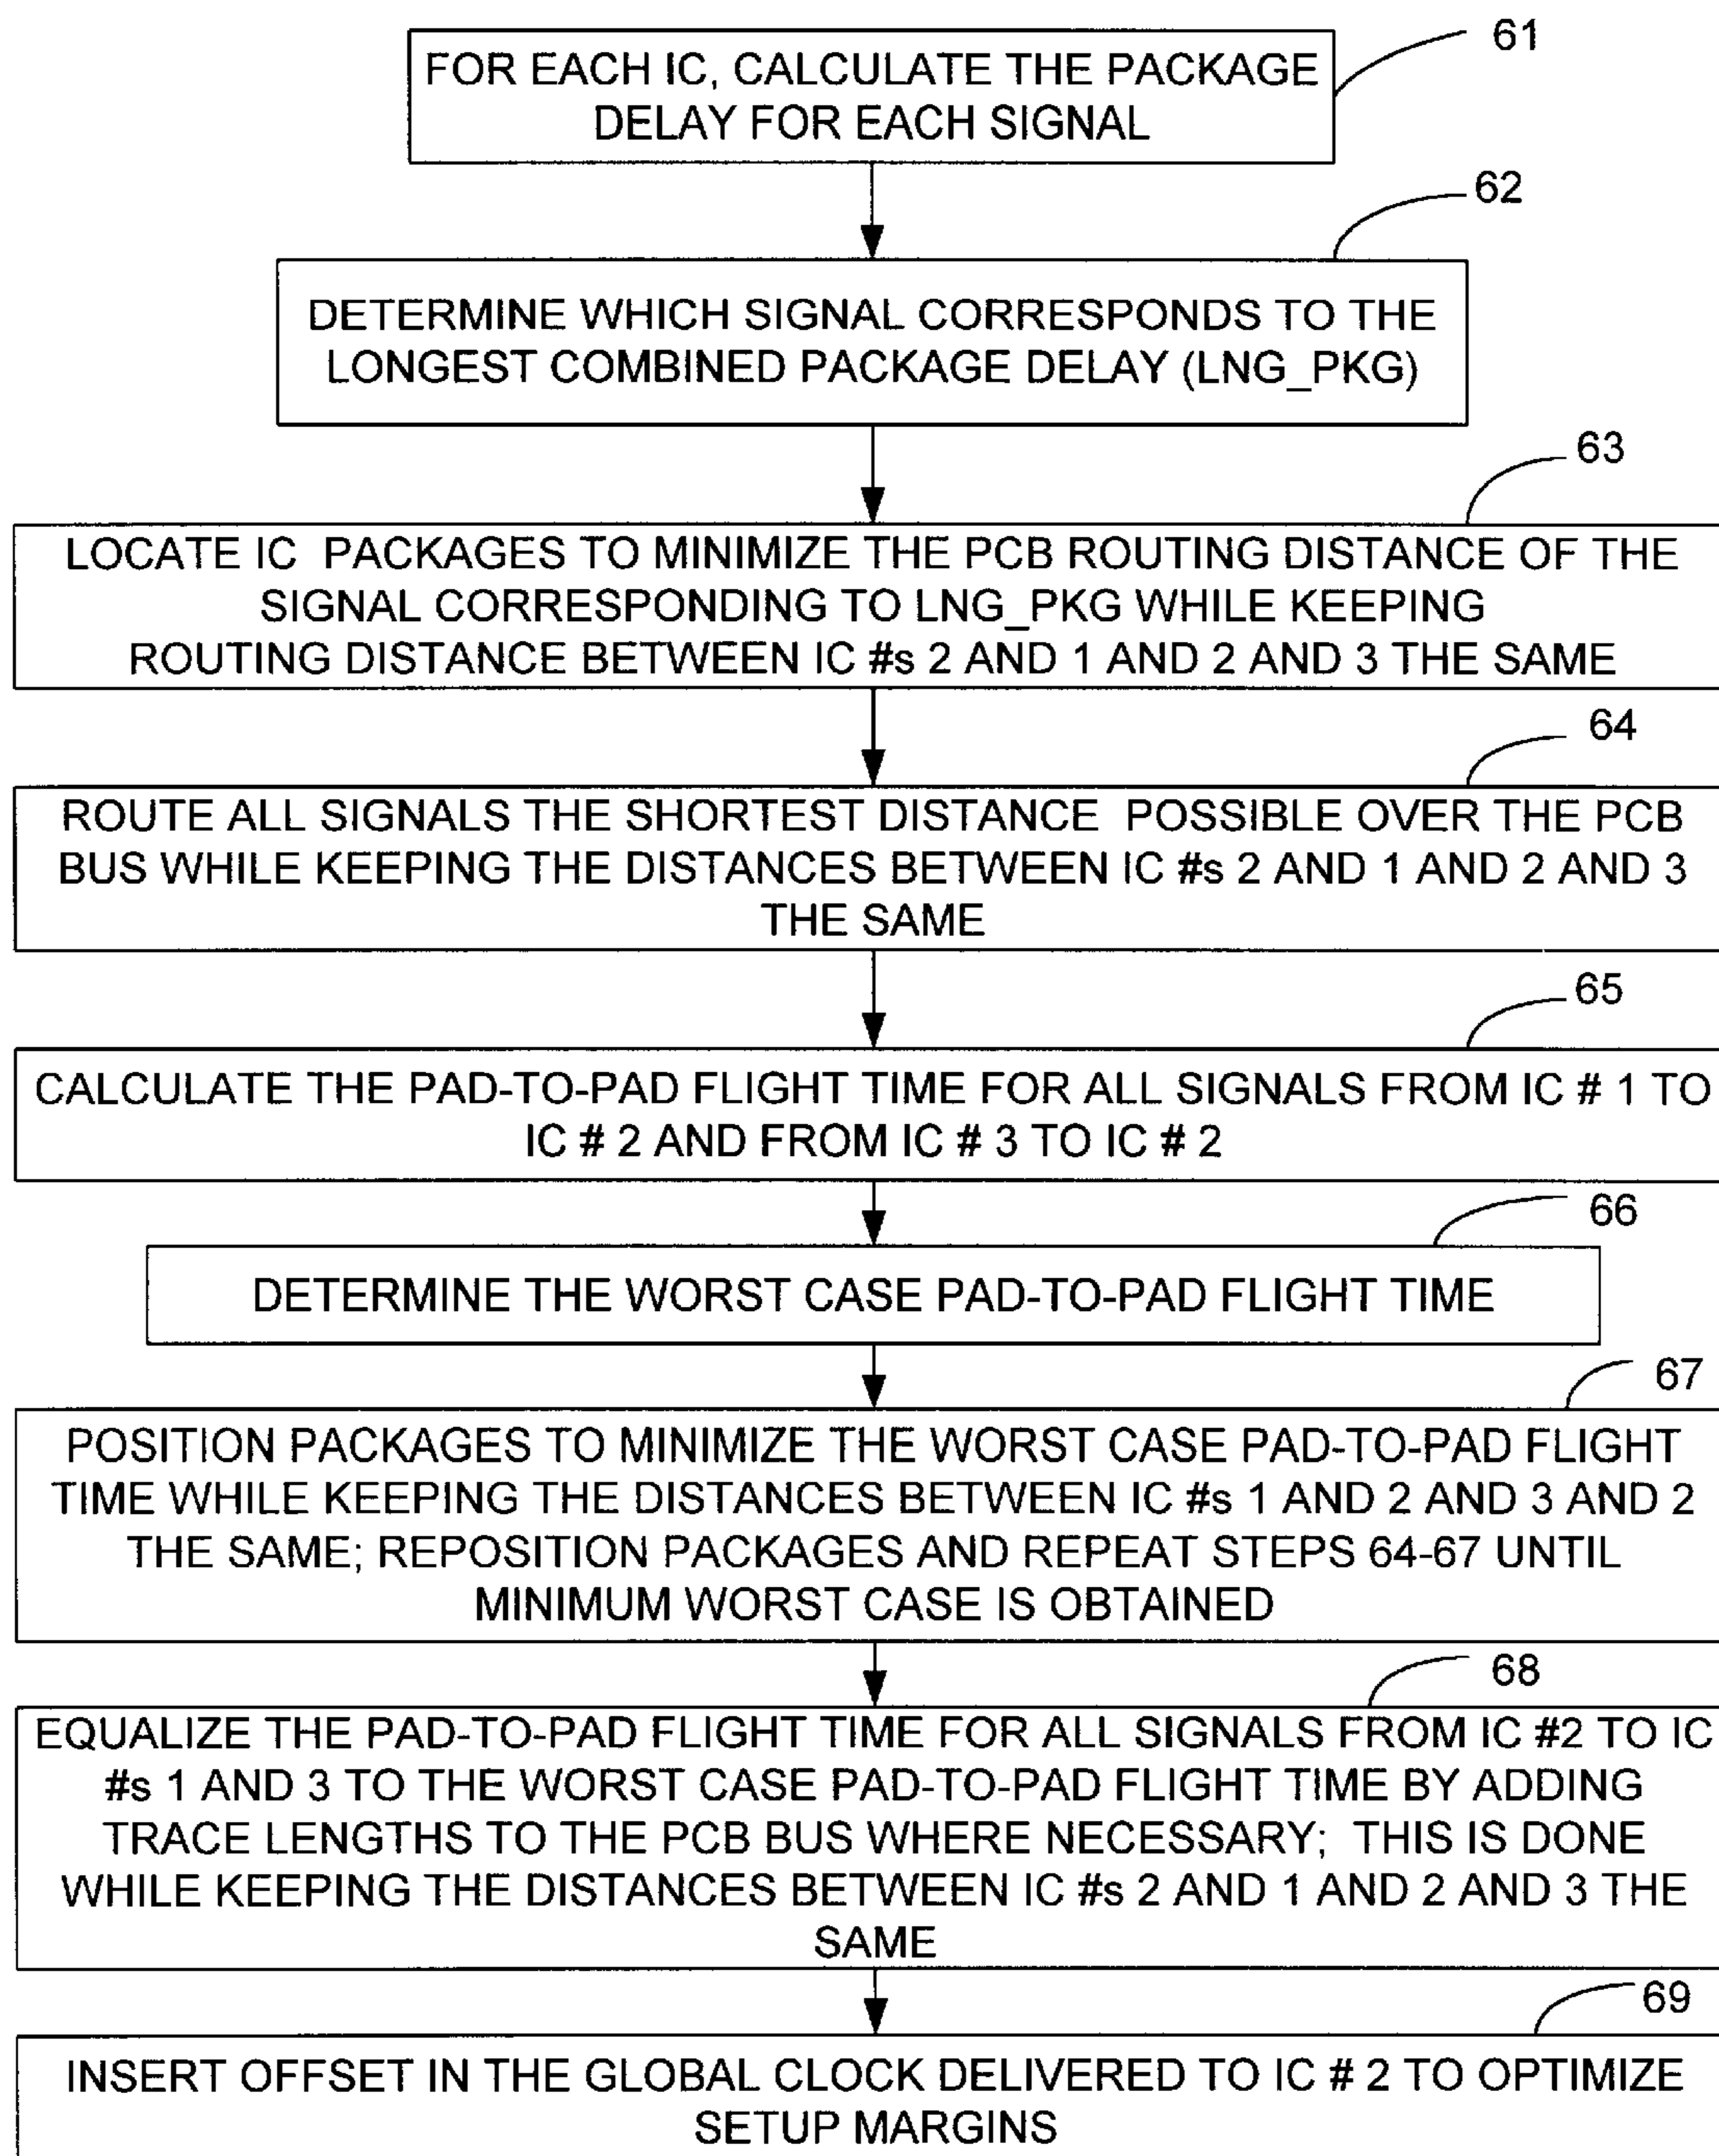 61
FOR EACH IC, CALCULATE THE PACKAGE
DELAY FOR EACH SIGNAL
62
DETERMINE WHICH SIGNAL CORRESPONDS TO THE
LONGEST COMBINED PACKAGE DELAY (LNG_PKG)
63
LOCATE IC PACKAGES TO MINIMIZE THE PCB ROUTING DISTANCE OF THE
SIGNAL CORRESPONDING TO LNG_PKG WHILE KEEPING
ROUTING DISTANCE BETWEEN IC #s 2 AND 1 AND 2 AND 3 THE SAME
64
ROUTE ALL SIGNALS THE SHORTEST DISTANCE POSSIBLE OVER THE PCB
BUS WHILE KEEPING THE DISTANCES BETWEEN IC #s 2 AND 1 AND 2 AND 3
THE SAME
65
CALCULATE THE PAD-TO-PAD FLIGHT TIME FOR ALL SIGNALS FROM IC # 1 TO
IC # 2 AND FROM IC # 3 TO IC # 2
66
DETERMINE THE WORST CASE PAD-TO-PAD FLIGHT TIME
67
POSITION PACKAGES TO MINIMIZE THE WORST CASE PAD-TO-PAD FLIGHT
TIME WHILE KEEPING THE DISTANCES BETWEEN IC #s 1 AND 2 AND 3 AND 2
THE SAME; REPOSITION PACKAGES AND REPEAT STEPS 64-67 UNTIL
MINIMUM WORST CASE IS OBTAINED
68
EQUALIZE THE PAD-TO-PAD FLIGHT TIME FOR ALL SIGNALS FROM IC #2 TO IC
#s 1 AND 3 TO THE WORST CASE PAD-TO-PAD FLIGHT TIME BY ADDING
TRACE LENGTHS TO THE PCB BUS WHERE NECESSARY; THIS IS DONE
WHILE KEEPING THE DISTANCES BETWEEN IC #s 2 AND 1 AND 2 AND 3 THE
SAME
69
INSERT OFFSET IN THE GLOBAL CLOCK DELIVERED TO IC # 2 TO OPTIMIZE
SETUP MARGINS